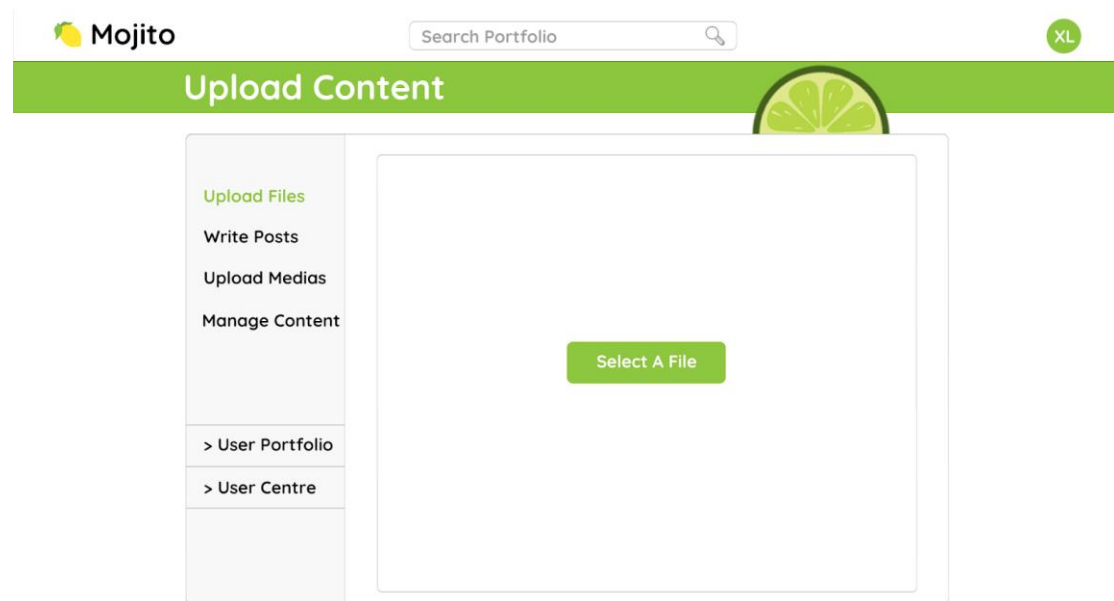 Mojito
Search Portfolio
XL
Upload Content
Upload Files
Write Posts
Upload Medias
Manage Content
> User Portfolio
> User Centre
Select A File